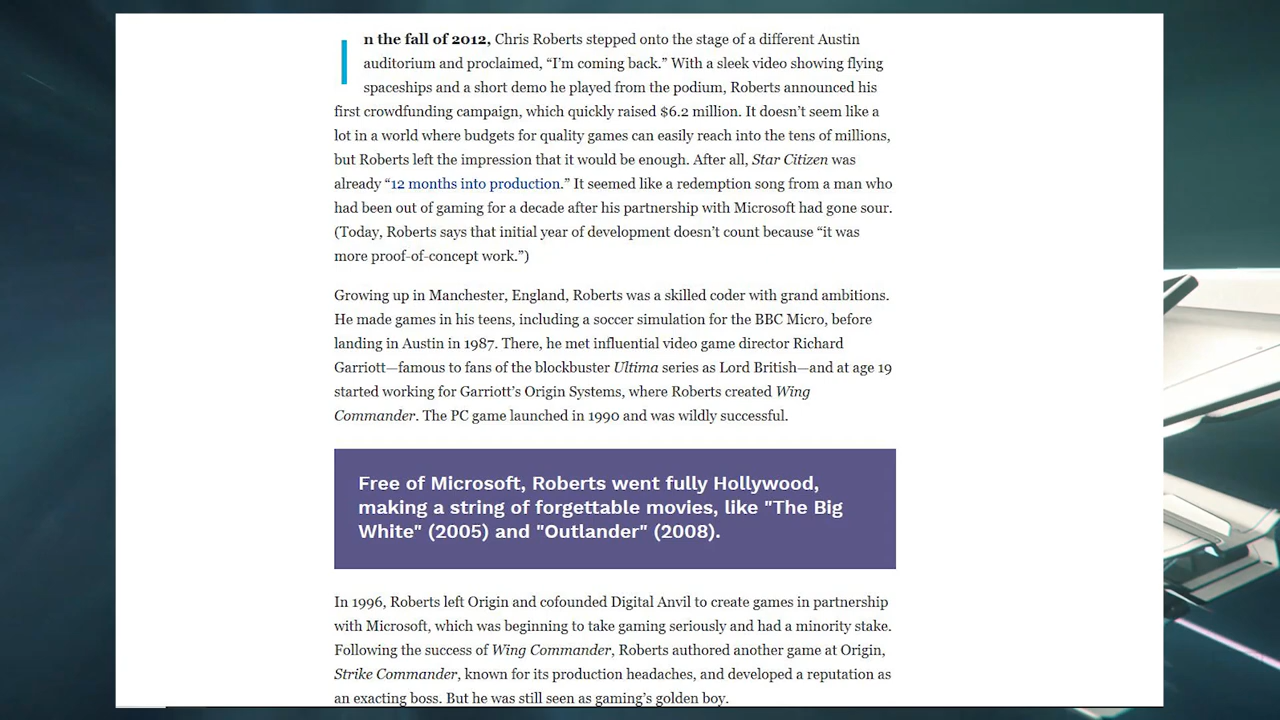 In the fall of 2012, Chris Roberts stepped onto the stage of a different Austin
auditorium and proclaimed, “I’m coming back.” With a sleek video showing flying
spaceships and a short demo he played from the podium, Roberts announced his
first crowdfunding campaign, which quickly raised $6.2 million. It doesn’t seem like a
lot in a world where budgets for quality games can easily reach into the tens of millions,
but Roberts left the impression that it would be enough. After all, Star Citizen was
already “12 months into production.” It seemed like a redemption song from a man who
had been out of gaming for a decade after his partnership with Microsoft had gone sour.
(Today, Roberts says that initial year of development doesn’t count because “it was
more proof-of-concept work.”)
Growing up in Manchester, England, Roberts was a skilled coder with grand ambitions.
He made games in his teens, including a soccer simulation for the BBC Micro, before
landing in Austin in 1987. There, he met influential video game director Richard
Garriott—famous to fans of the blockbuster Ultima series as Lord British—and at age 19
started working for Garriott’s Origin Systems, where Roberts created Wing
Commander. The PC game launched in 1990 and was wildly successful.
Free of Microsoft, Roberts went fully Hollywood,
making a string of forgettable movies, like "The Big
White" (2005) and "Outlander" (2008).
In 1996, Roberts left Origin and cofounded Digital Anvil to create games in partnership
with Microsoft, which was beginning to take gaming seriously and had a minority stake.
Following the success of Wing Commander, Roberts authored another game at Origin,
Strike Commander, known for its production headaches, and developed a reputation as
an exacting boss. But he was still seen as gaming’s golden boy.